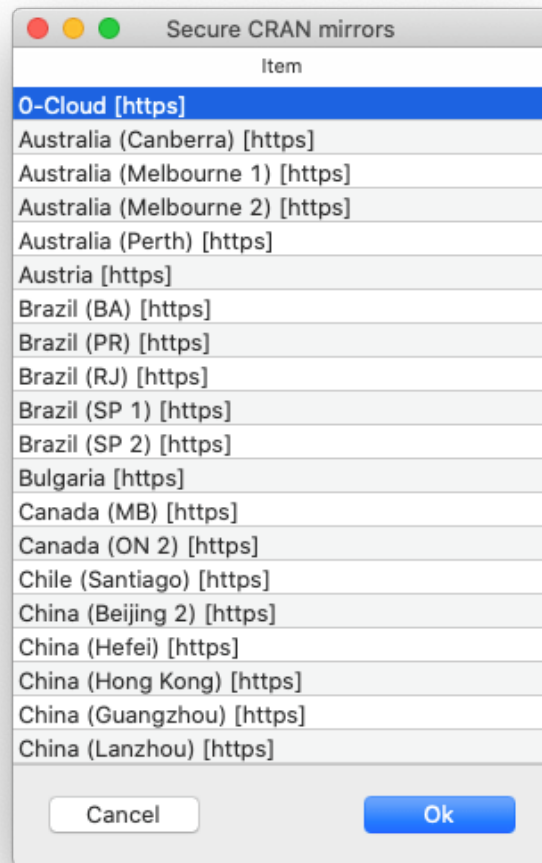 Secure CRAN mirrors
Item
0-Cloud [https]
Australia (Canberra) [https]
Australia (Melbourne 1) [https]
Australia (Melbourne 2) [https]
Australia (Perth) [https]
Austria [https]
Brazil (BA) [https]
Brazil (PR) [https]
Brazil (RJ) [https]
Brazil (SP 1) [https]
Brazil (SP 2) [https]
Bulgaria [https]
Canada (MB) [https]
Canada (ON 2) [https]
Chile (Santiago) [https]
China (Beijing 2) [https]
China (Hefei) [https]
China (Hong Kong) [https]
China (Guangzhou) [https]
China (Lanzhou) [https]
Cancel Ok